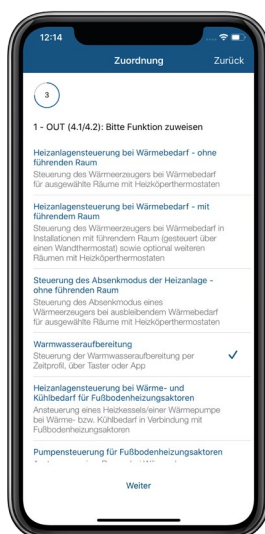 12:14
Zuordnung
Zurück
3
1 - OUT (4.1/4.2): Bitte Funktion zuweisen
Heizanlagensteuerung bei Wärmebedarf - ohne
führenden Raum
Steuerung des Wärmeerzeugers bei Wärmebedarf
für ausgewählte Räume mit Heizköperthermostaten
Heizanlagensteuerung bei Wärmebedarf - mit
führendem Raum
Steuerung des Wärmeerzeugers bei Wärmebedarf in
Installationen mit führendem Raum (gesteuert über
einen Wandthermostat) sowie optional weiteren
Räumen mit Heizköperthermostaten
Steuerung des Absenkmodus der Heizanlage -
ohne führenden Raum
Steuerung des Absenkmodus eines
Wärmeerzeugers bei ausbleibendem Wärmebedarf
für ausgewählte Räume mit Heizköperthermostaten
Warmwasseraufbereitung
Steuerung der Warmwasseraufbereitung per
Zeitprofil, über Taster oder App
Heizanlagensteuerung bei Wärme- und
Kühlbedarf für Fußbodenheizungsaktoren
Ansteuerung eines Heizkessels/einer Wärmepumpe
bei Wärme- bzw. Kühlbedarf in Verbindung mit
Fußbodenheizungsaktoren
Pumpensteuerung für Fußbodenheizungsaktoren
Weiter